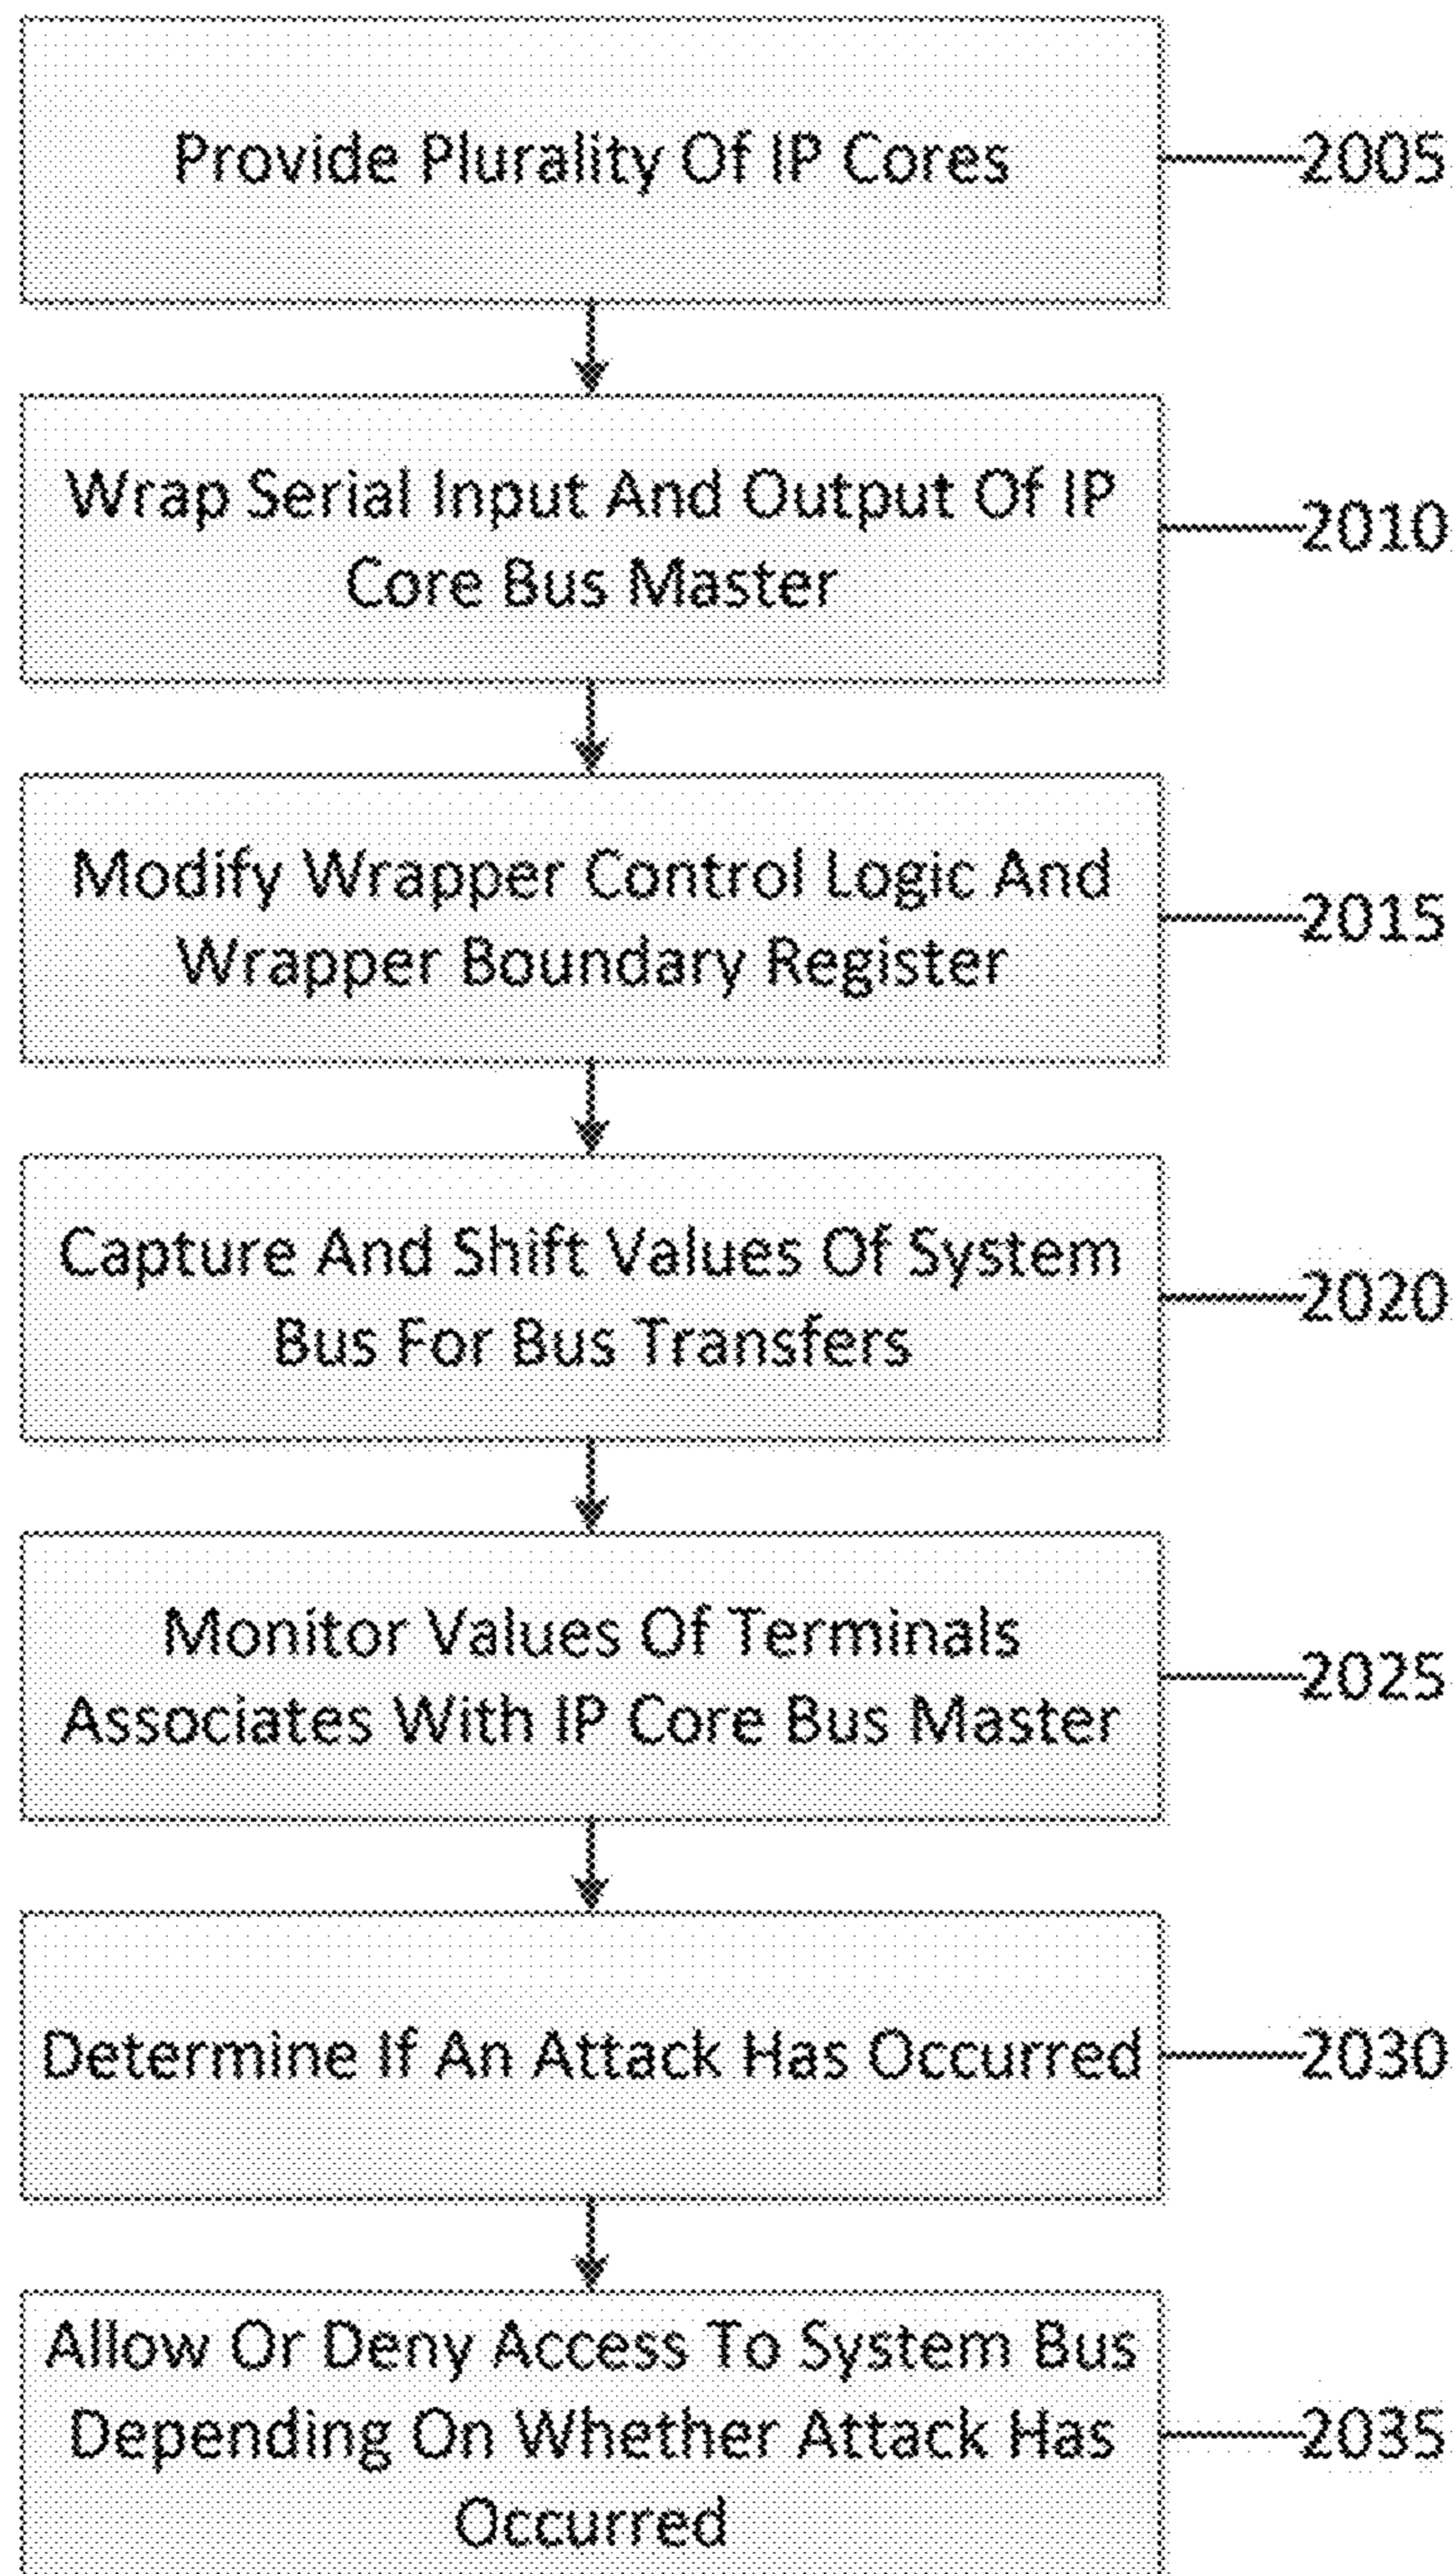 Provide Plurality Of IP Cores
2005
Wrap Serial Input And Output Of IP
Core Bus Master
2010
Modify Wrapper Control Logic And
Wrapper Boundary Register
2015
Capture And Shift Values Of System
Bus For Bus Transfers
2020
Monitor Values Of Terminals
Associates With IP Core Bus Master
2025
Determine If An Attack Has Occurred
2030
Allow Or Deny Access To System Bus
Depending On Whether Attack Has
Occurred
2035